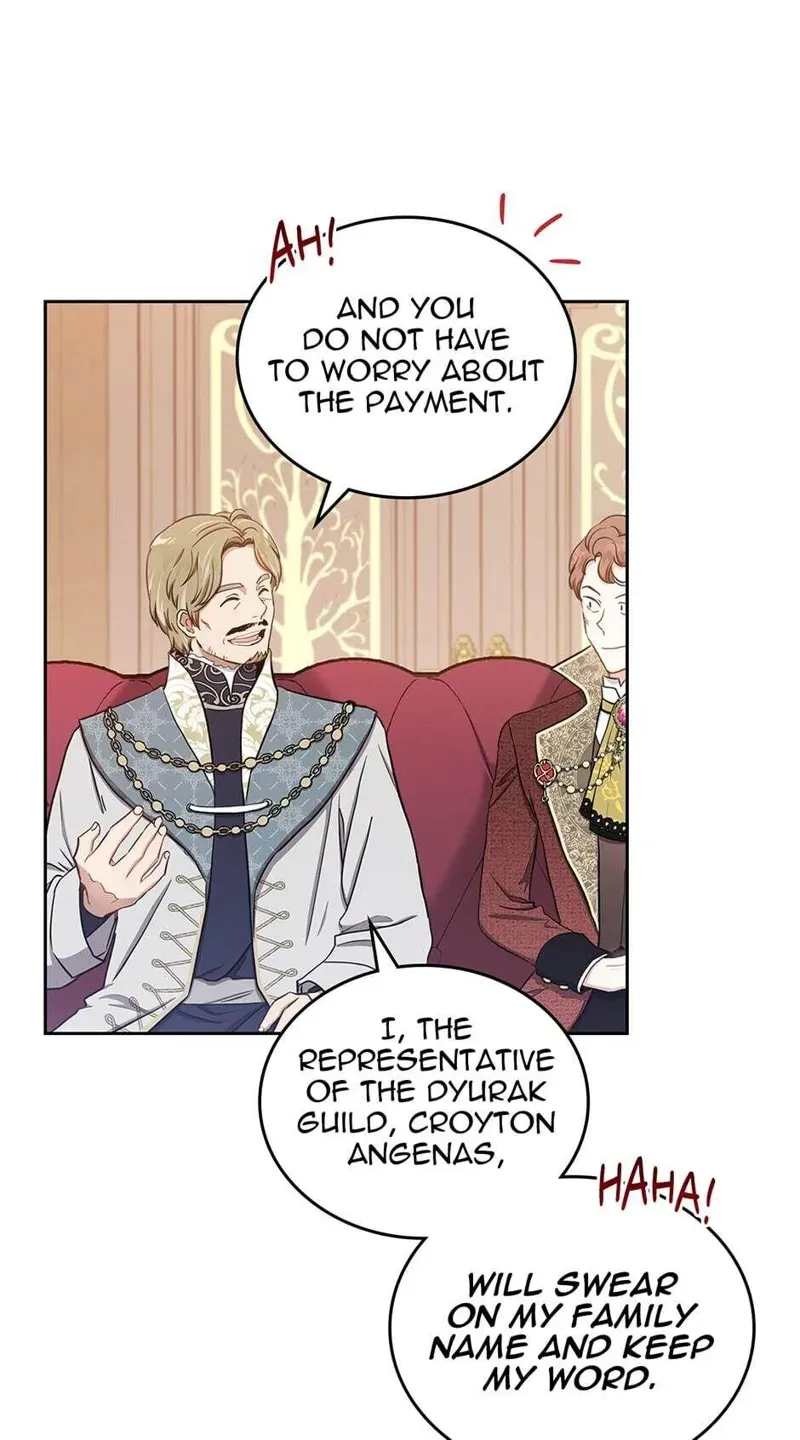 AH!
AND YOU
DO NOT HAVE
TO WORRY ABOUT
THE PAYMENT.
I, THE
REPRESENTATIVE
OF THE DYURAK
GUILD, CROYTON
ANGENAS,
HAHA!
WILL SWEAR
ON MY FAMILY
NAME AND KEEP
MY WORD.